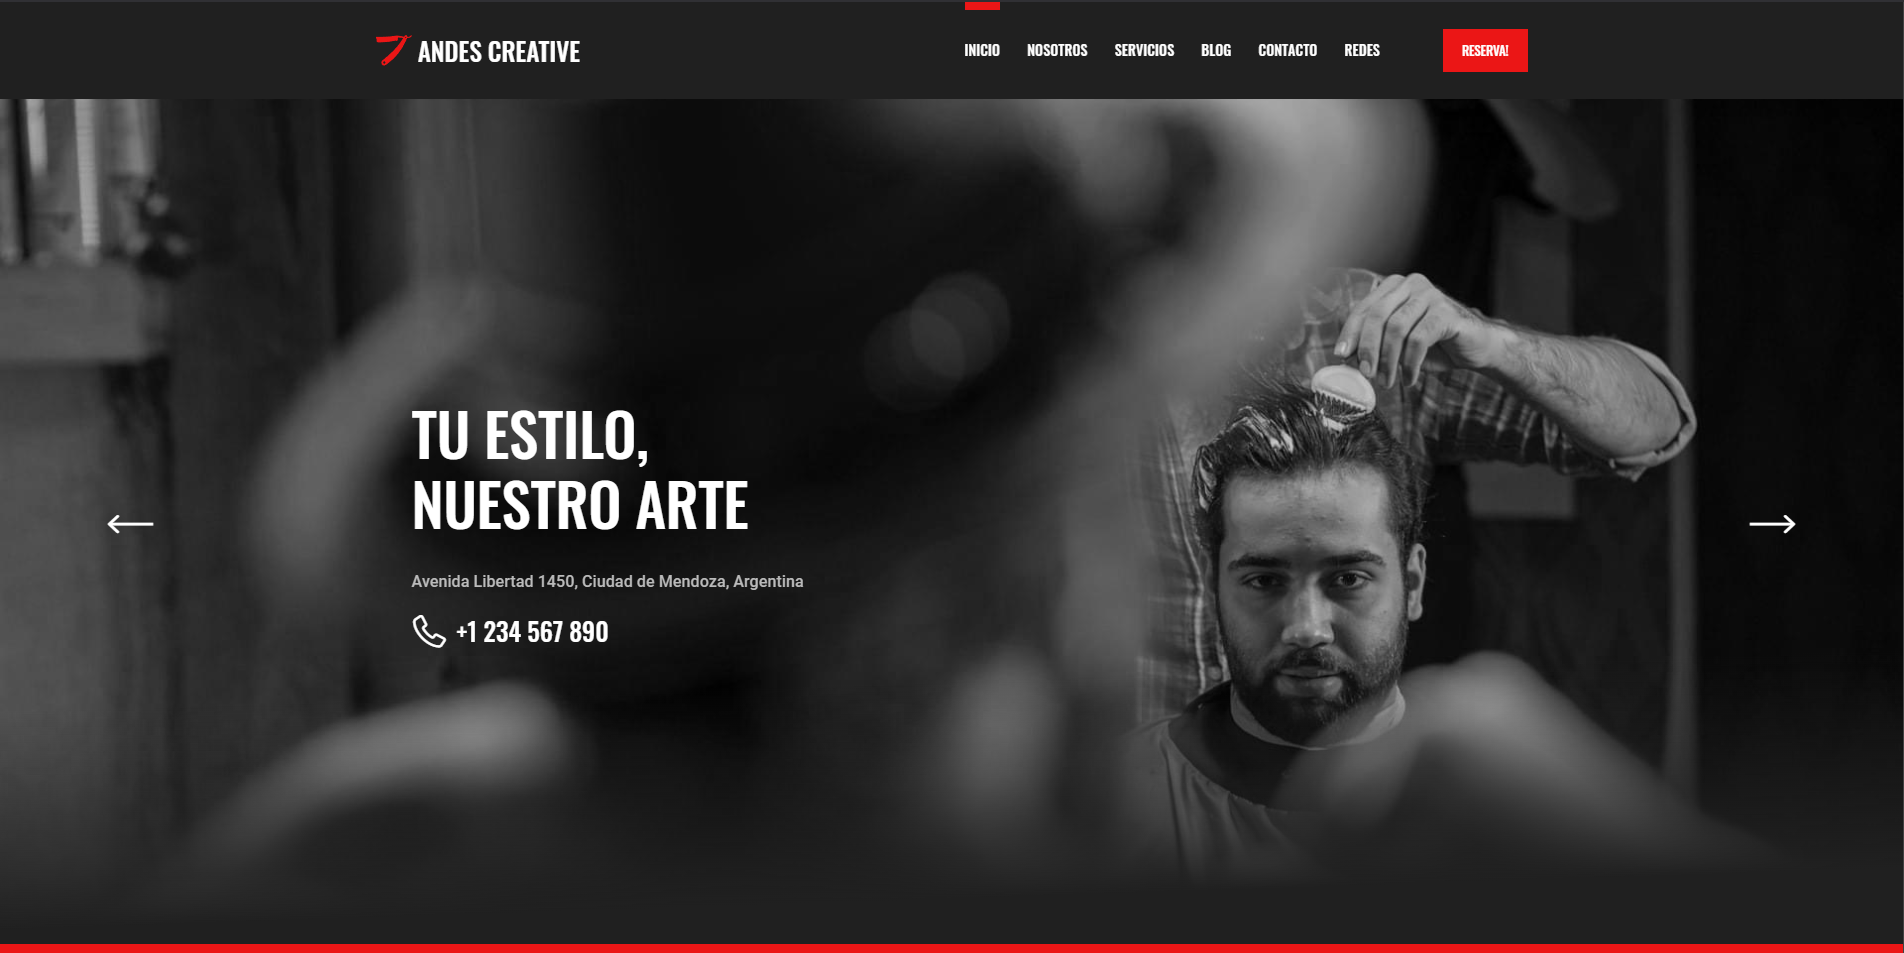 ANDES CREATIVE
INICIO NOSOTROS SERVICIOS BLOG CONTACTO REDES RESERVA!
TU ESTILO,
NUESTRO ARTE
Avenida Libertad 1450, Ciudad de Mendoza, Argentina
+1 234 567 890